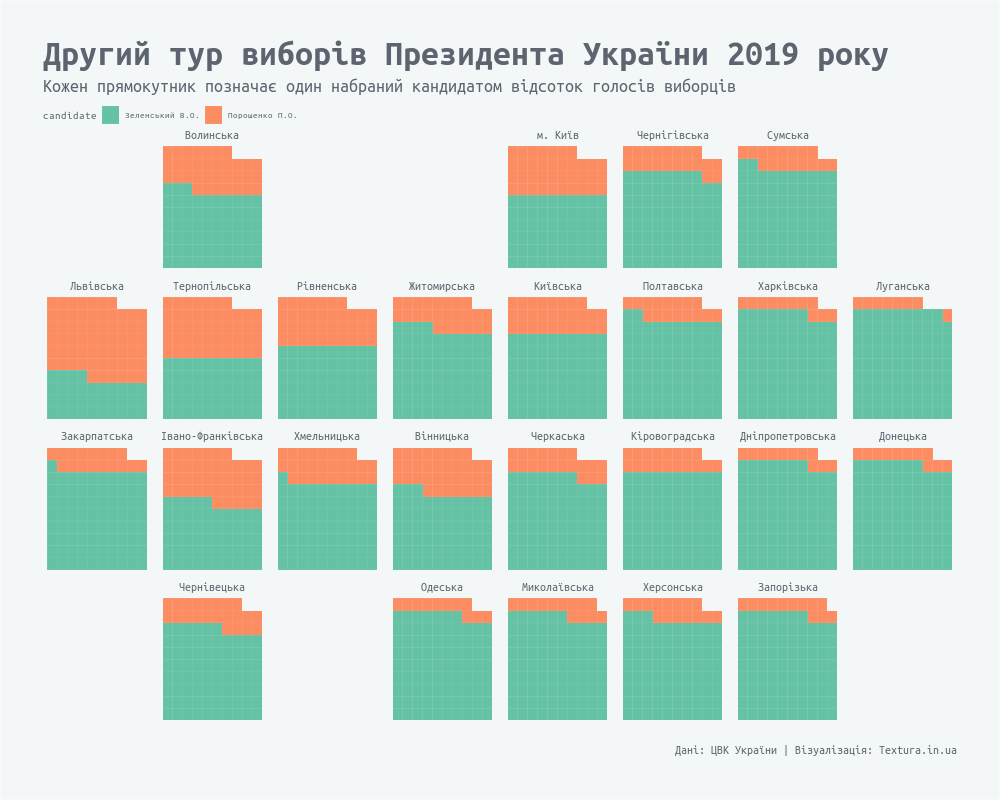 Другий тур виборів Президента України 2019 року
Кожен прямокутник позначає один набраний кандидатом відсоток голосів виборців
candidate Зеленський В.О. Порошенко П.О.
Волинська м. Київ Чернігівська Сумська
Львівська Тернопільська Рівненська Житомирська Київська Полтавська Харківська Луганська
Закарпатська Івано-Франківська Хмельницька Вінницька Черкаська Кіровоградська Дніпропетровська Донецька
Чернівецька Одеська Миколаївська Херсонська Запорізька
Дані: ЦВК України | Візуалізація: Textura.in.ua